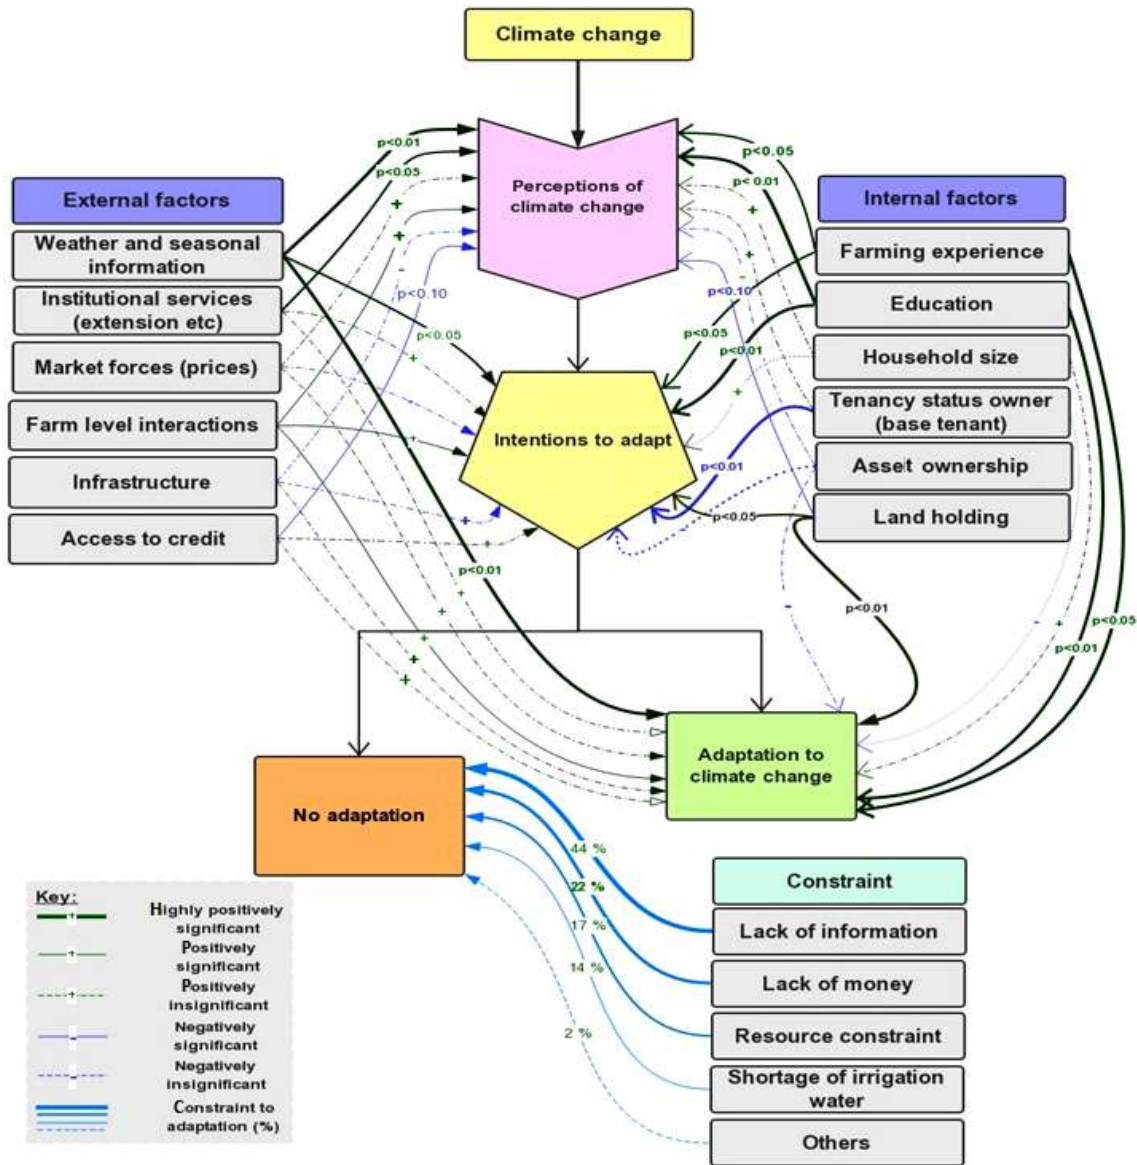 Climate change
Perceptions of
climate change
External factors
Weather and seasonal
information
Institutional services
(extension etc)
Market forces (prices)
Farm level interactions
Infrastructure
Access to credit
Internal factors
Farming experience
Education
Household size
Tenancy status owner
(base tenant)
Asset ownership
Land holding
p<0.01
p<0.05
+
+
-
p<0.10
p<0.05
p<0.01
+
-
p<0.10
p<0.05
+
-
+
+
+
p<0.05
p<0.01
+
p<0.01
p<0.05
Intentions to adapt
p<0.01
+
+
+
+
p<0.01
-
-
+
p<0.05
p<0.01
No adaptation
Adaptation to
climate change
44 %
22 %
17 %
14 %
2 %
Constraint
Lack of information
Lack of money
Resource constraint
Shortage of irrigation
water
Others
Key:
+
Highly positively
significant
+
Positively
significant
+
Positively
insignificant
-
Negatively
significant
-
Negatively
insignificant
Constraint to
adaptation (%)